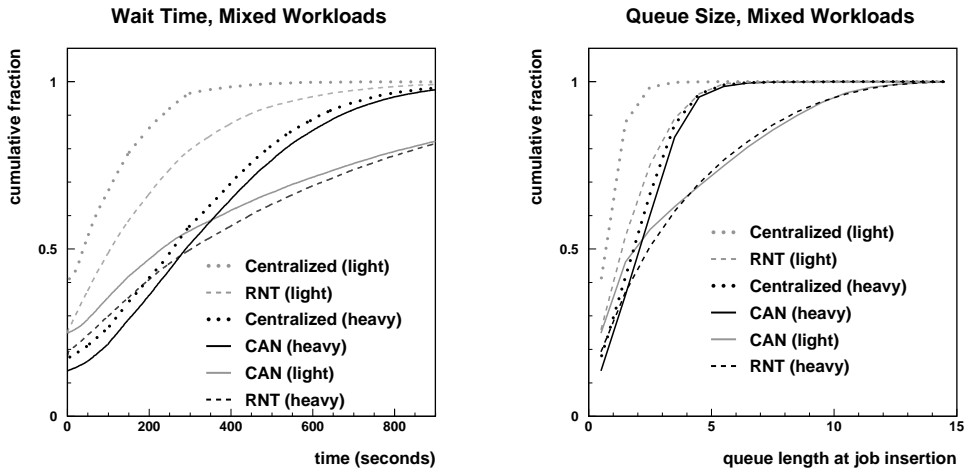 Wait Time, Mixed Workloads
cumulative fraction
1
0.5
0
Centralized (light)
RNT (light)
Centralized (heavy)
CAN (heavy)
CAN (light)
RNT (heavy)
0 200 400 600 800
time (seconds)
Queue Size, Mixed Workloads
cumulative fraction
1
0.5
0
Centralized (light)
RNT (light)
Centralized (heavy)
CAN (heavy)
CAN (light)
RNT (heavy)
0 5 10 15
queue length at job insertion